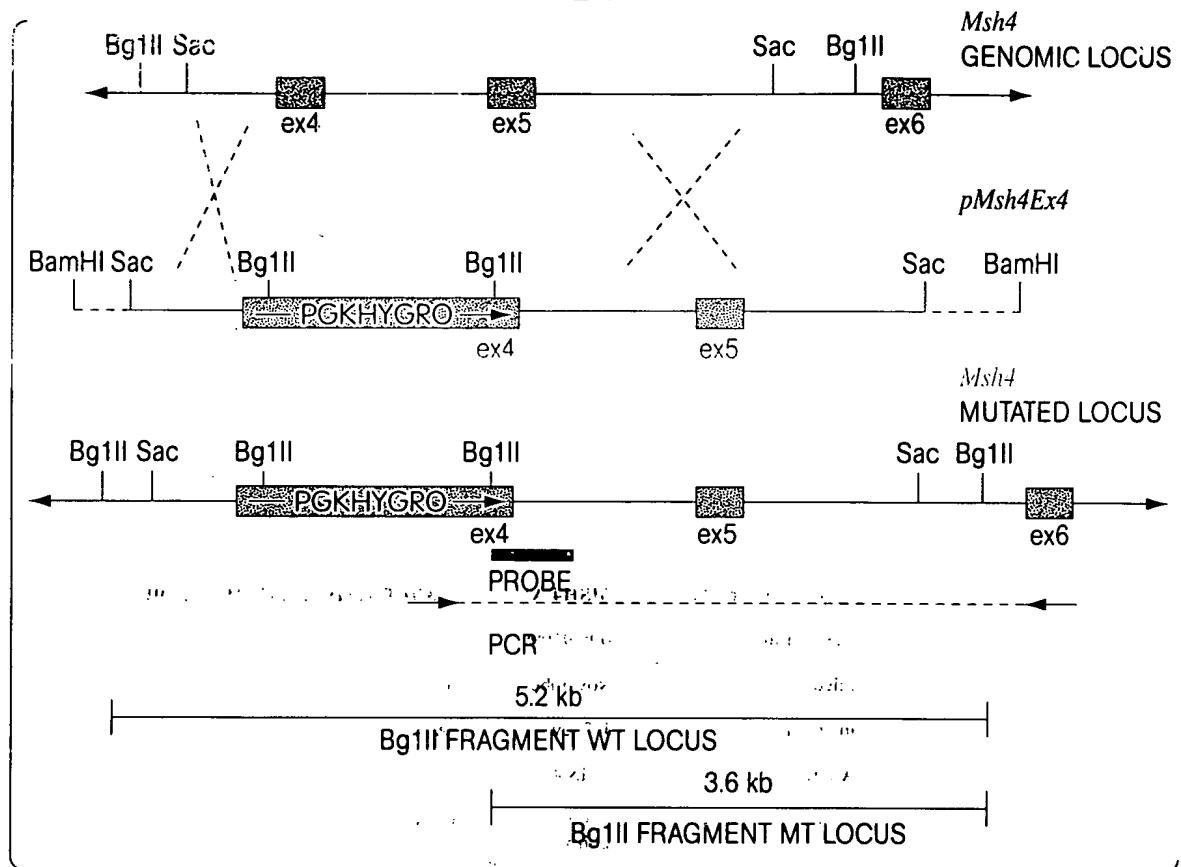 Msh4
Bg1II Sac Sac Bg1II GENOMIC LOCUS
ex4 ex5 ex6
pMsh4Ex4
BamHI Sac Bg1II Bg1II Sac BamHI
PGKHYGRO
ex4 ex5
Msh4
MUTATED LOCUS
Bg1II Sac Bg1II Bg1II Sac Bg1II
PGKHYGRO
ex4 ex5 ex6
PROBE
PCR
5.2 kb
Bg1II FRAGMENT WT LOCUS
3.6 kb
Bg1II FRAGMENT MT LOCUS